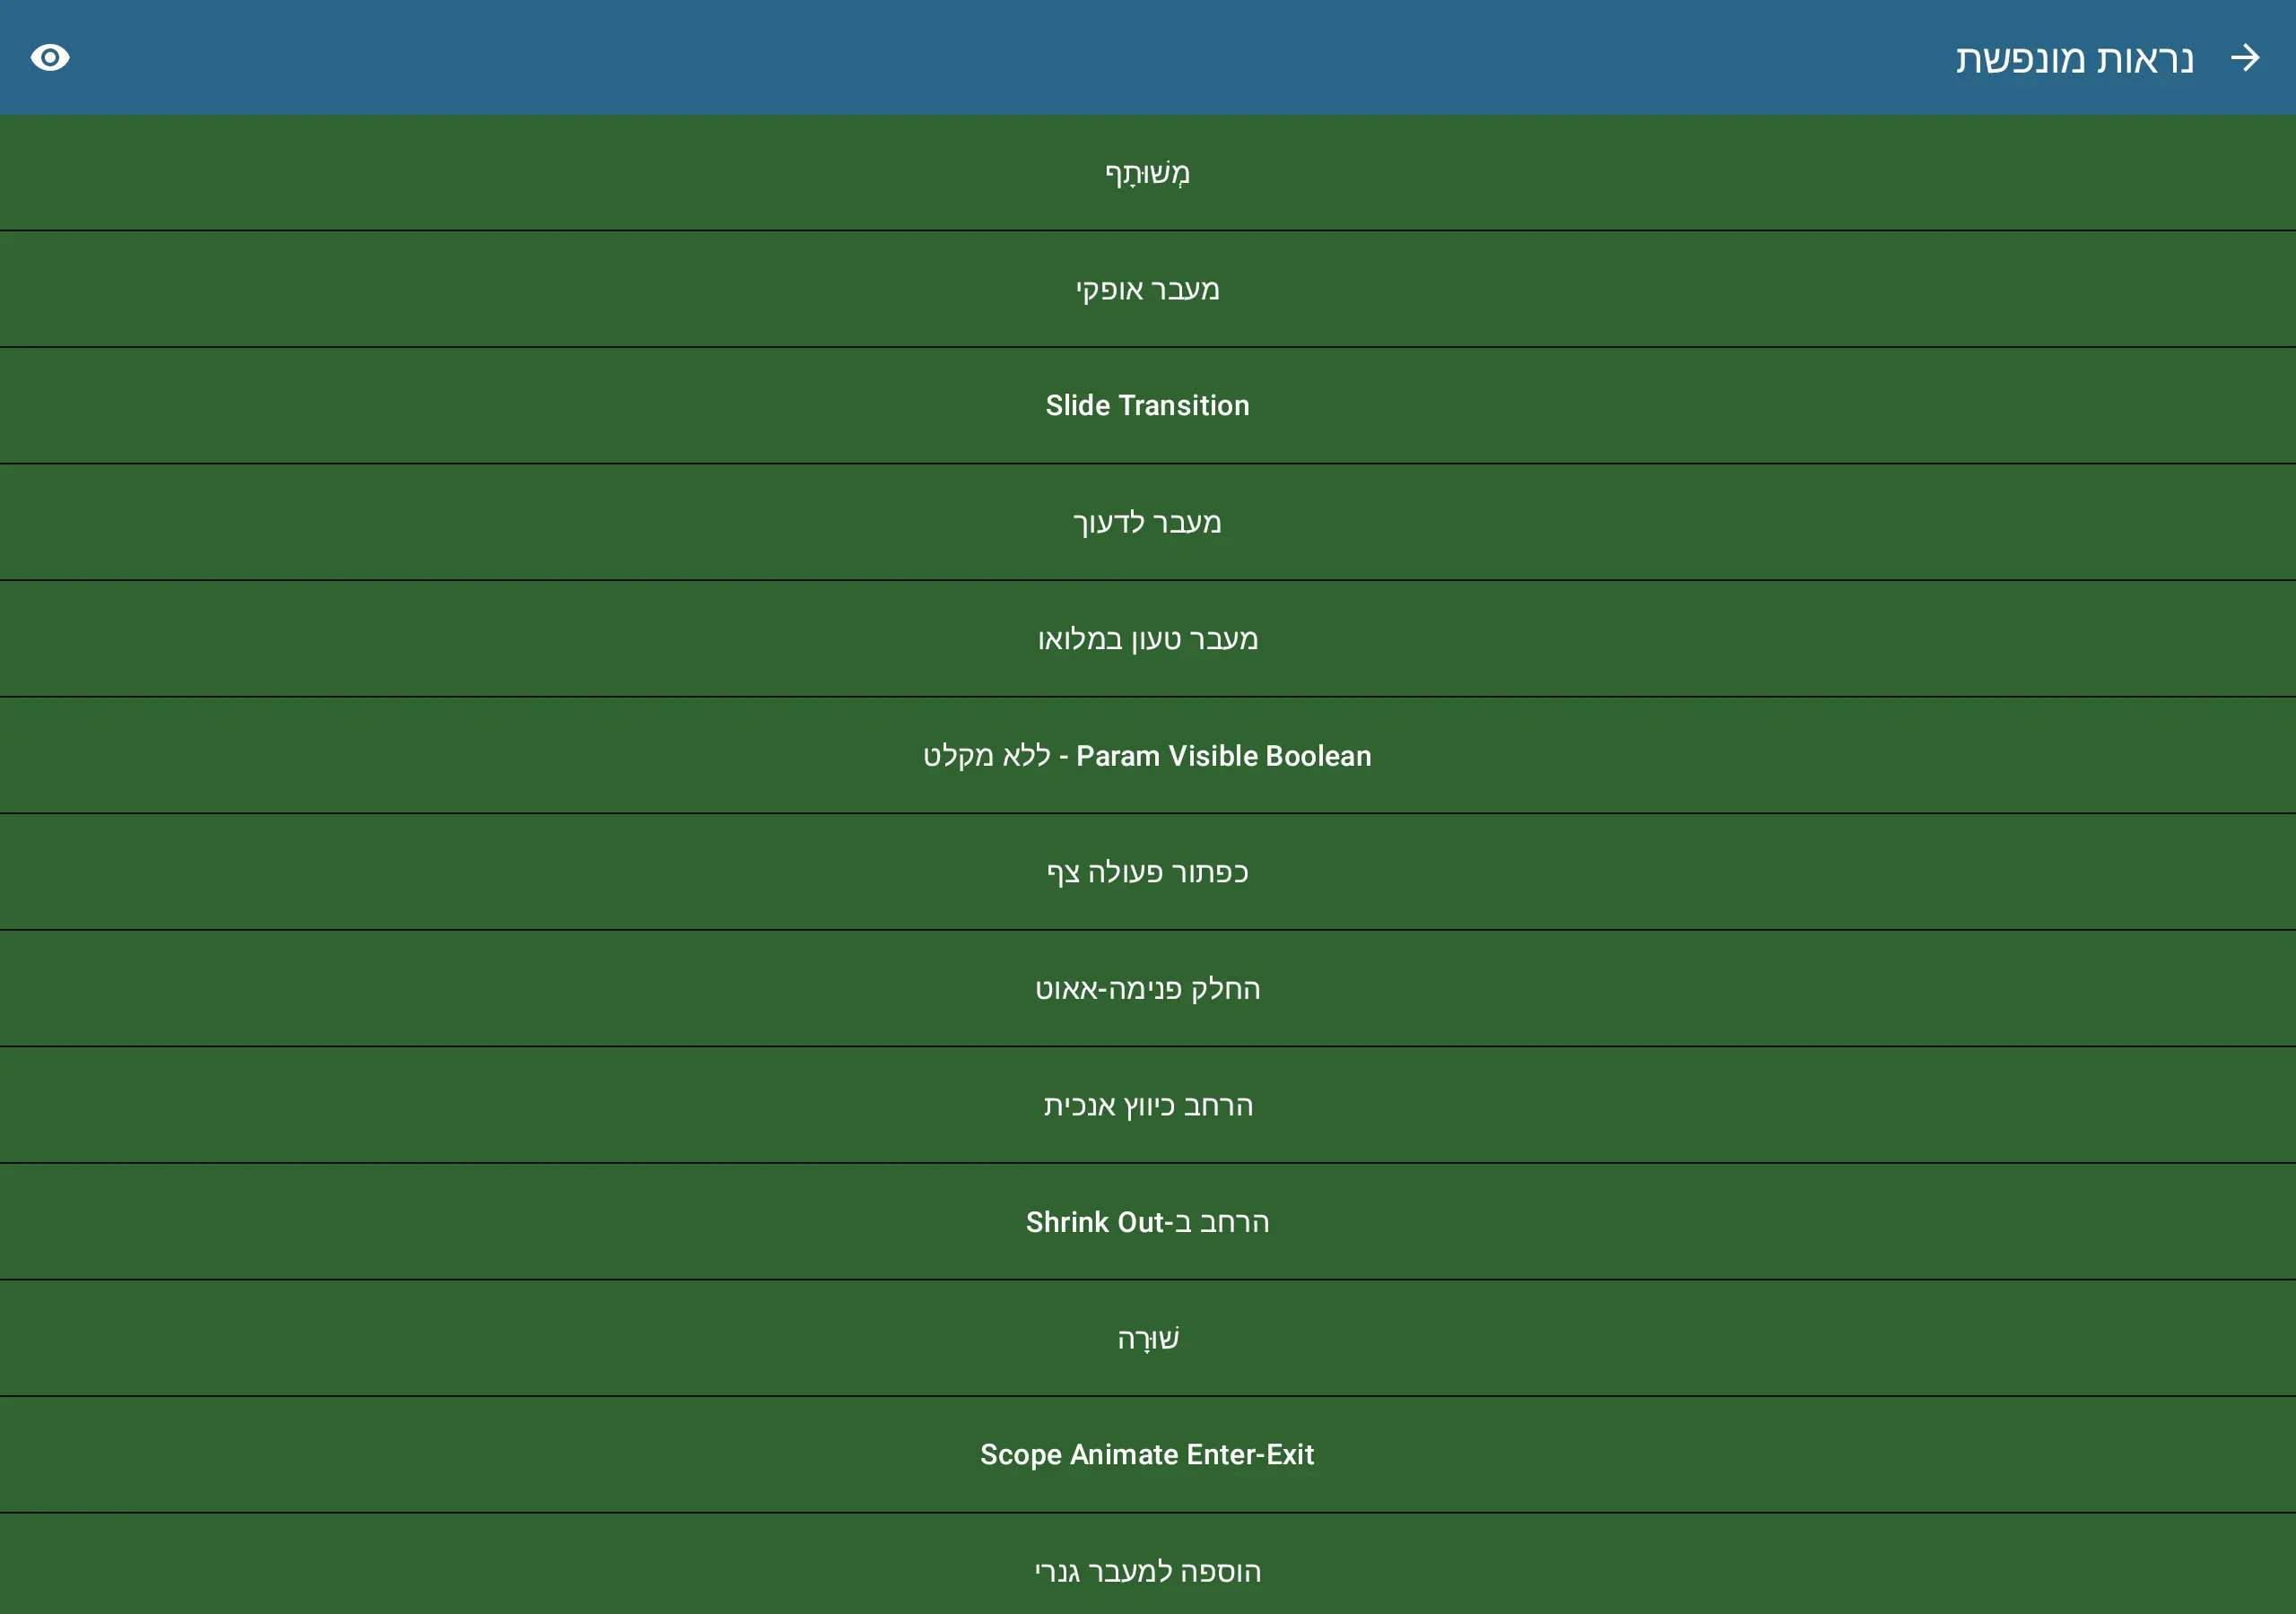 נראות מונפשת
מְשׁוּתָף
מעבר אופקי
Slide Transition
מעבר לדעוך
מעבר טעון במלואו
ללא מקלט - Param Visible Boolean
כפתור פעולה צף
החלק פנימה-אאוט
הרחב כיווץ אנכית
הרחב ב-Shrink Out
שׁוּרָה
Scope Animate Enter-Exit
הוספה למעבר גנרי